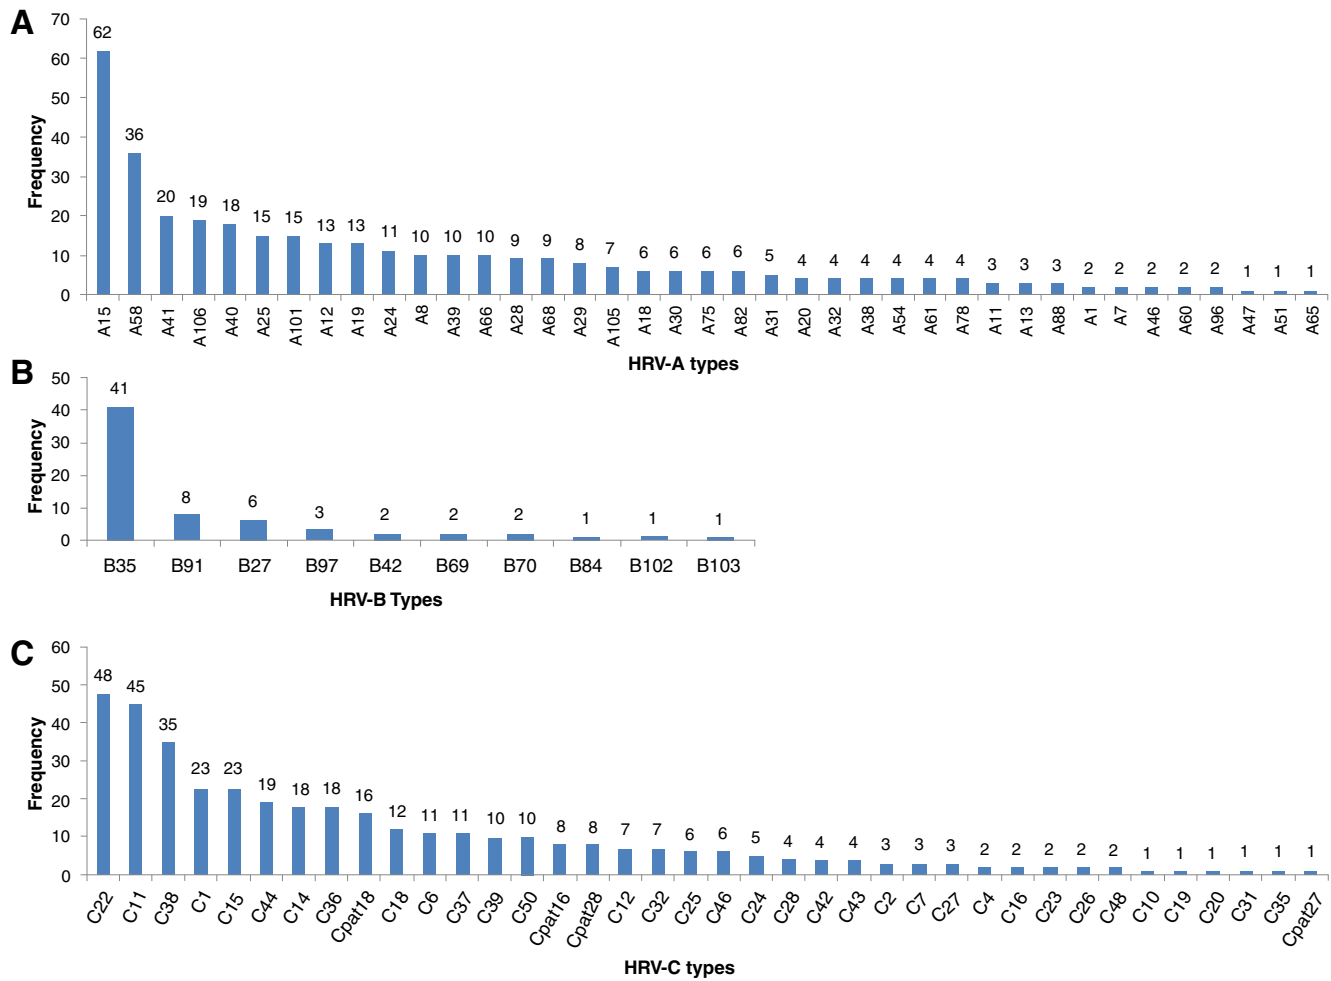 A
70
60
50
40
30
20
10
0
Frequency
62 36 20 19 18 15 15 13 13 11 10 10 10 9 9 8 7 6 6 6 6 5 4 4 4 4 4 4 3 3 3 2 2 2 2 2 1 1 1
A15 A58 A41 A106 A40 A25 A101 A12 A19 A24 A8 A39 A66 A28 A68 A29 A105 A18 A30 A75 A82 A31 A20 A32 A38 A54 A61 A78 A11 A13 A88 A1 A7 A46 A60 A96 A47 A51 A65
HRV-A types
B
50
40
30
20
10
0
Frequency
41 8 6 3 2 2 2 1 1 1
B35 B91 B27 B97 B42 B69 B70 B84 B102 B103
HRV-B Types
C
60
50
40
30
20
10
0
Frequency
48 45 35 23 23 19 18 18 16 12 11 11 10 10 8 8 7 7 6 6 5 4 4 4 3 3 3 2 2 2 2 2 1 1 1 1 1 1
C22 C11 C38 C1 C15 C44 C14 C36 Cpat18 C18 C6 C37 C39 C50 Cpat16 Cpat28 C12 C32 C25 C46 C24 C28 C42 C43 C2 C7 C27 C4 C16 C23 C26 C48 C10 C19 C20 C31 C35 Cpat27
HRV-C types